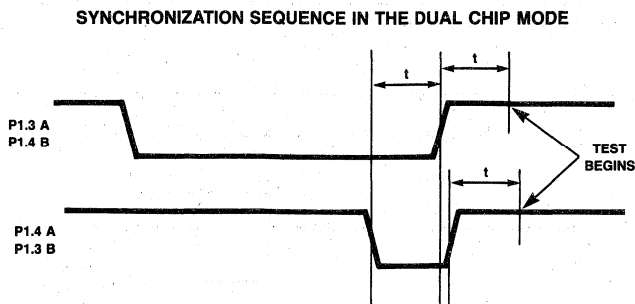 SYNCHRONIZATION SEQUENCE IN THE DUAL CHIP MODE
t
t
P1.3 A
P1.4 B
TEST
BEGINS
t
P1.4 A
P1.3 B